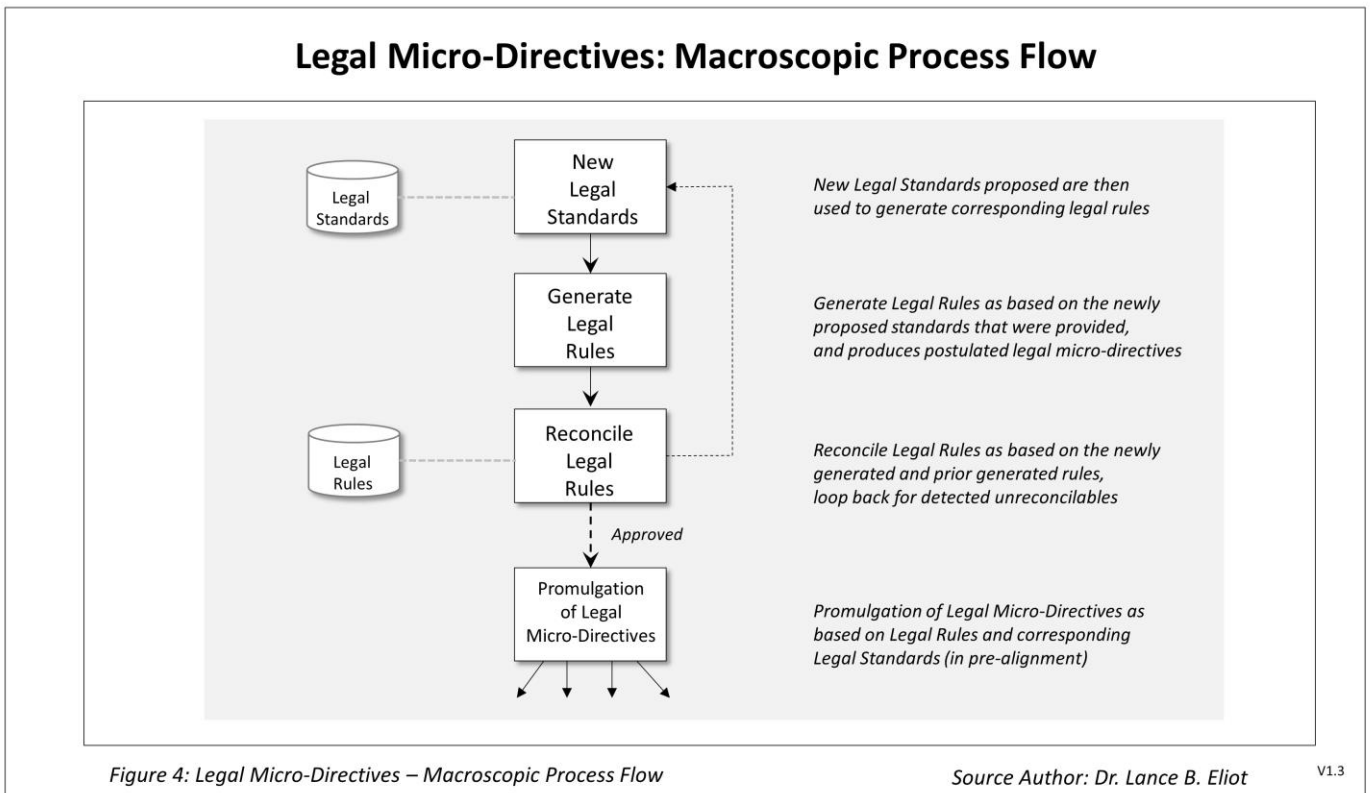 Legal Micro-Directives: Macroscopic Process Flow
Legal
Standards
New
Legal
Standards
New Legal Standards proposed are then
used to generate corresponding legal rules
Generate
Legal
Rules
Generate Legal Rules as based on the newly
proposed standards that were provided,
and produces postulated legal micro-directives
Legal
Rules
Reconcile
Legal
Rules
Reconcile Legal Rules as based on the newly
generated and prior generated rules,
loop back for detected unreconcilables
Approved
Promulgation
of Legal
Micro-Directives
Promulgation of Legal Micro-Directives as
based on Legal Rules and corresponding
Legal Standards (in pre-alignment)
Figure 4: Legal Micro-Directives – Macroscopic Process Flow
Source Author: Dr. Lance B. Eliot
V1.3